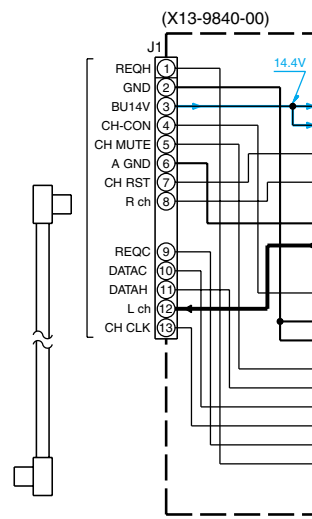 (X13-9840-00)
J1
14.4V
REQH 1
GND 2
BU14V 3
CH-CON 4
CH MUTE 5
A GND 6
CH RST 7
R ch 8
REQC 9
DATAC 10
DATAH 11
L ch 12
CH CLK 13